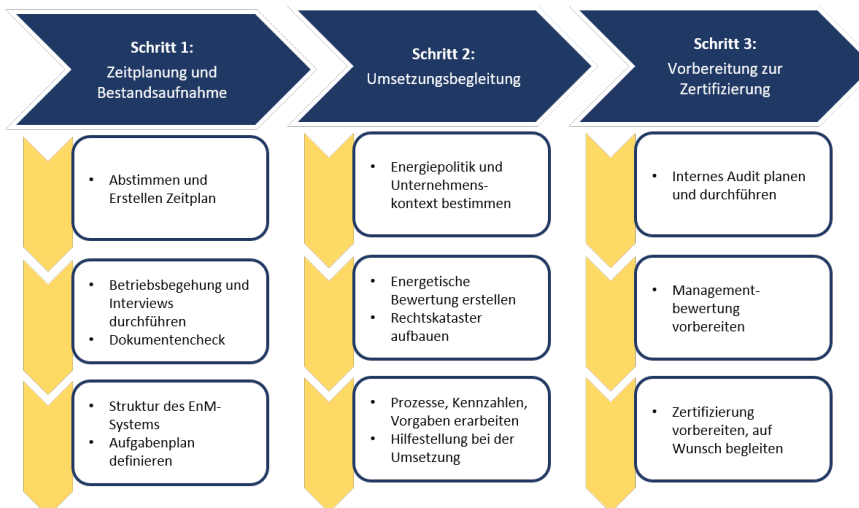 Schritt 1:
Zeitplanung und
Bestandsaufnahme
• Abstimmen und
Erstellen Zeitplan
• Betriebsbegehung und
Interviews
durchführen
• Dokumentencheck
• Struktur des EnM-
Systems
• Aufgabenplan
definieren
Schritt 2:
Umsetzungsbegleitung
• Energiepolitik und
Unternehmens-
kontext bestimmen
• Energetische
Bewertung erstellen
• Rechtskataster
aufbauen
• Prozesse, Kennzahlen,
Vorgaben erarbeiten
• Hilfestellung bei der
Umsetzung
Schritt 3:
Vorbereitung zur
Zertifizierung
• Internes Audit planen
und durchführen
• Management-
bewertung
vorbereiten
• Zertifizierung
vorbereiten, auf
Wunsch begleiten